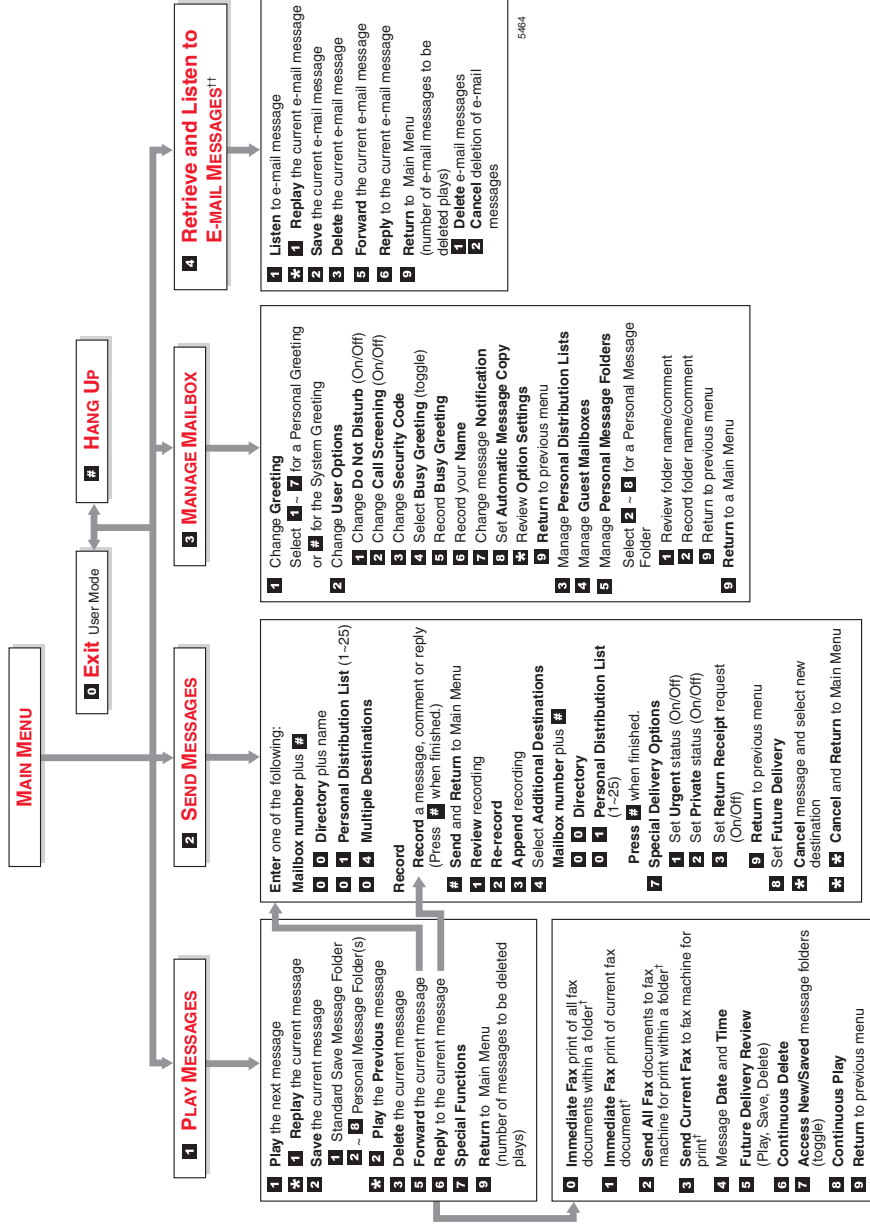 MAIN MENU
0 Exit User Mode
# HANG UP
1 PLAY MESSAGES
1 Play the next message
* 1 Replay the current message
2 Save the current message
1 Standard Save Message Folder
2 ~ 8 Personal Message Folder(s)
* 2 Play the Previous message
3 Delete the current message
5 Forward the current message
6 Reply to the current message
7 Special Functions
9 Return to Main Menu
(number of messages to be deleted
plays)
0 Immediate Fax print of all fax
documents within a folder†
1 Immediate Fax print of current fax
document†
2 Send All Fax documents to fax
machine for print within a folder†
3 Send Current Fax to fax machine for
print†
4 Message Date and Time
5 Future Delivery Review
(Play, Save, Delete)
6 Continuous Delete
7 Access New/Saved message folders
(toggle)
8 Continuous Play
9 Return to previous menu
2 SEND MESSAGES
Enter one of the following:
Mailbox number plus #
0 0 Directory plus name
0 1 Personal Distribution List (1~25)
0 4 Multiple Destinations
Record
Record a message, comment or reply
(Press # when finished.)
# Send and Return to Main Menu
1 Review recording
2 Re-record
3 Append recording
4 Select Additional Destinations
Mailbox number plus #
0 0 Directory
0 1 Personal Distribution List
(1~25)
Press # when finished.
7 Special Delivery Options
1 Set Urgent status (On/Off)
2 Set Private status (On/Off)
3 Set Return Receipt request
(On/Off)
9 Return to previous menu
8 Set Future Delivery
* Cancel message and select new
destination
* * Cancel and Return to Main Menu
3 MANAGE MAILBOX
1 Change Greeting
Select 1 ~ 7 for a Personal Greeting
or # for the System Greeting
2 Change User Options
1 Change Do Not Disturb (On/Off)
2 Change Call Screening (On/Off)
3 Change Security Code
4 Select Busy Greeting (toggle)
5 Record Busy Greeting
6 Record your Name
7 Change message Notification
8 Set Automatic Message Copy
* Review Option Settings
9 Return to previous menu
3 Manage Personal Distribution Lists
4 Manage Guest Mailboxes
5 Manage Personal Message Folders
Select 2 ~ 8 for a Personal Message
Folder
1 Review folder name/comment
2 Record folder name/comment
9 Return to previous menu
9 Return to a Main Menu
4 Retrieve and Listen to
E-MAIL MESSAGES††
1 Listen to e-mail message
* 1 Replay the current e-mail message
2 Save the current e-mail message
3 Delete the current e-mail message
5 Forward the current e-mail message
6 Reply to the current e-mail message
9 Return to Main Menu
(number of e-mail messages to be
deleted plays)
1 Delete e-mail messages
2 Cancel deletion of e-mail
messages
5464